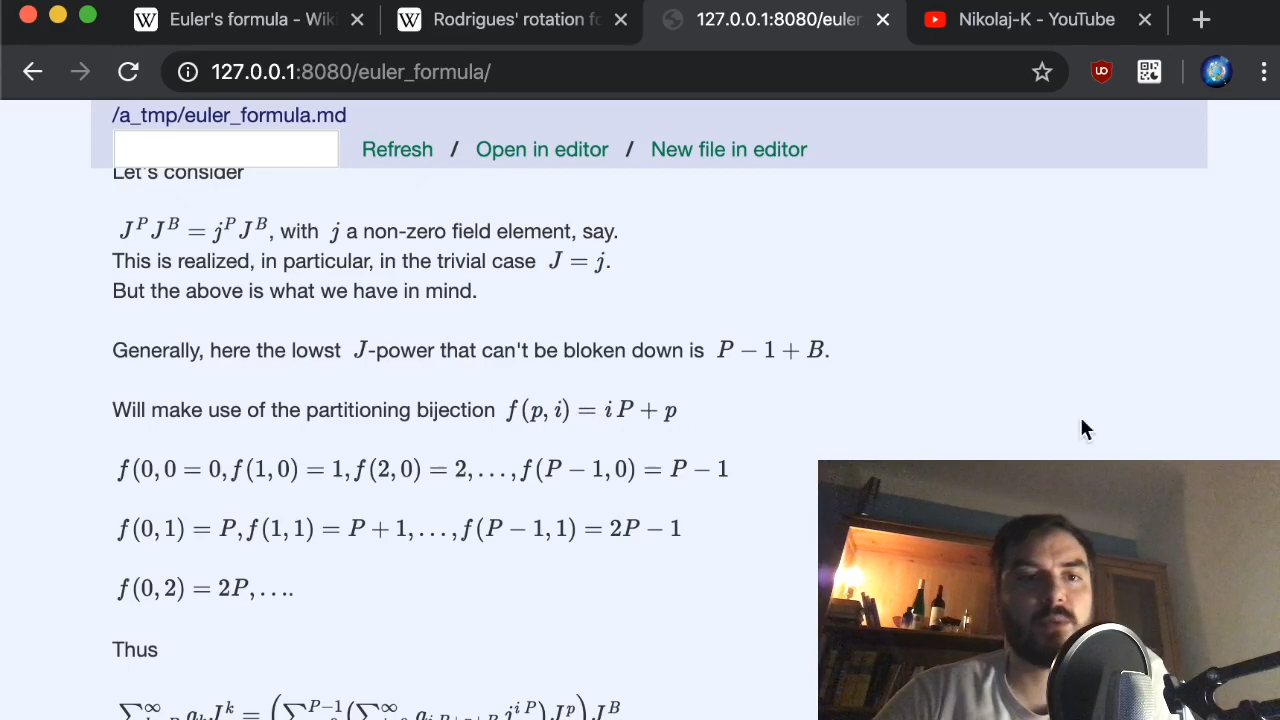 Euler's formula - Wiki
Rodrigues' rotation fo
127.0.0.1:8080/euler
Nikolaj-K - YouTube
127.0.0.1:8080/euler_formula/
/a_tmp/euler_formula.md
Refresh / Open in editor / New file in editor
Let's consider
J^P J^B = j^P J^B, with j a non-zero field element, say.
This is realized, in particular, in the trivial case J = j.
But the above is what we have in mind.
Generally, here the lowst J-power that can't be bloken down is P − 1 + B.
Will make use of the partitioning bijection f(p, i) = i P + p
f(0, 0 = 0, f(1, 0) = 1, f(2, 0) = 2, . . . , f(P − 1, 0) = P − 1
f(0, 1) = P, f(1, 1) = P + 1, . . . , f(P − 1, 1) = 2P − 1
f(0, 2) = 2P, . . . .
Thus